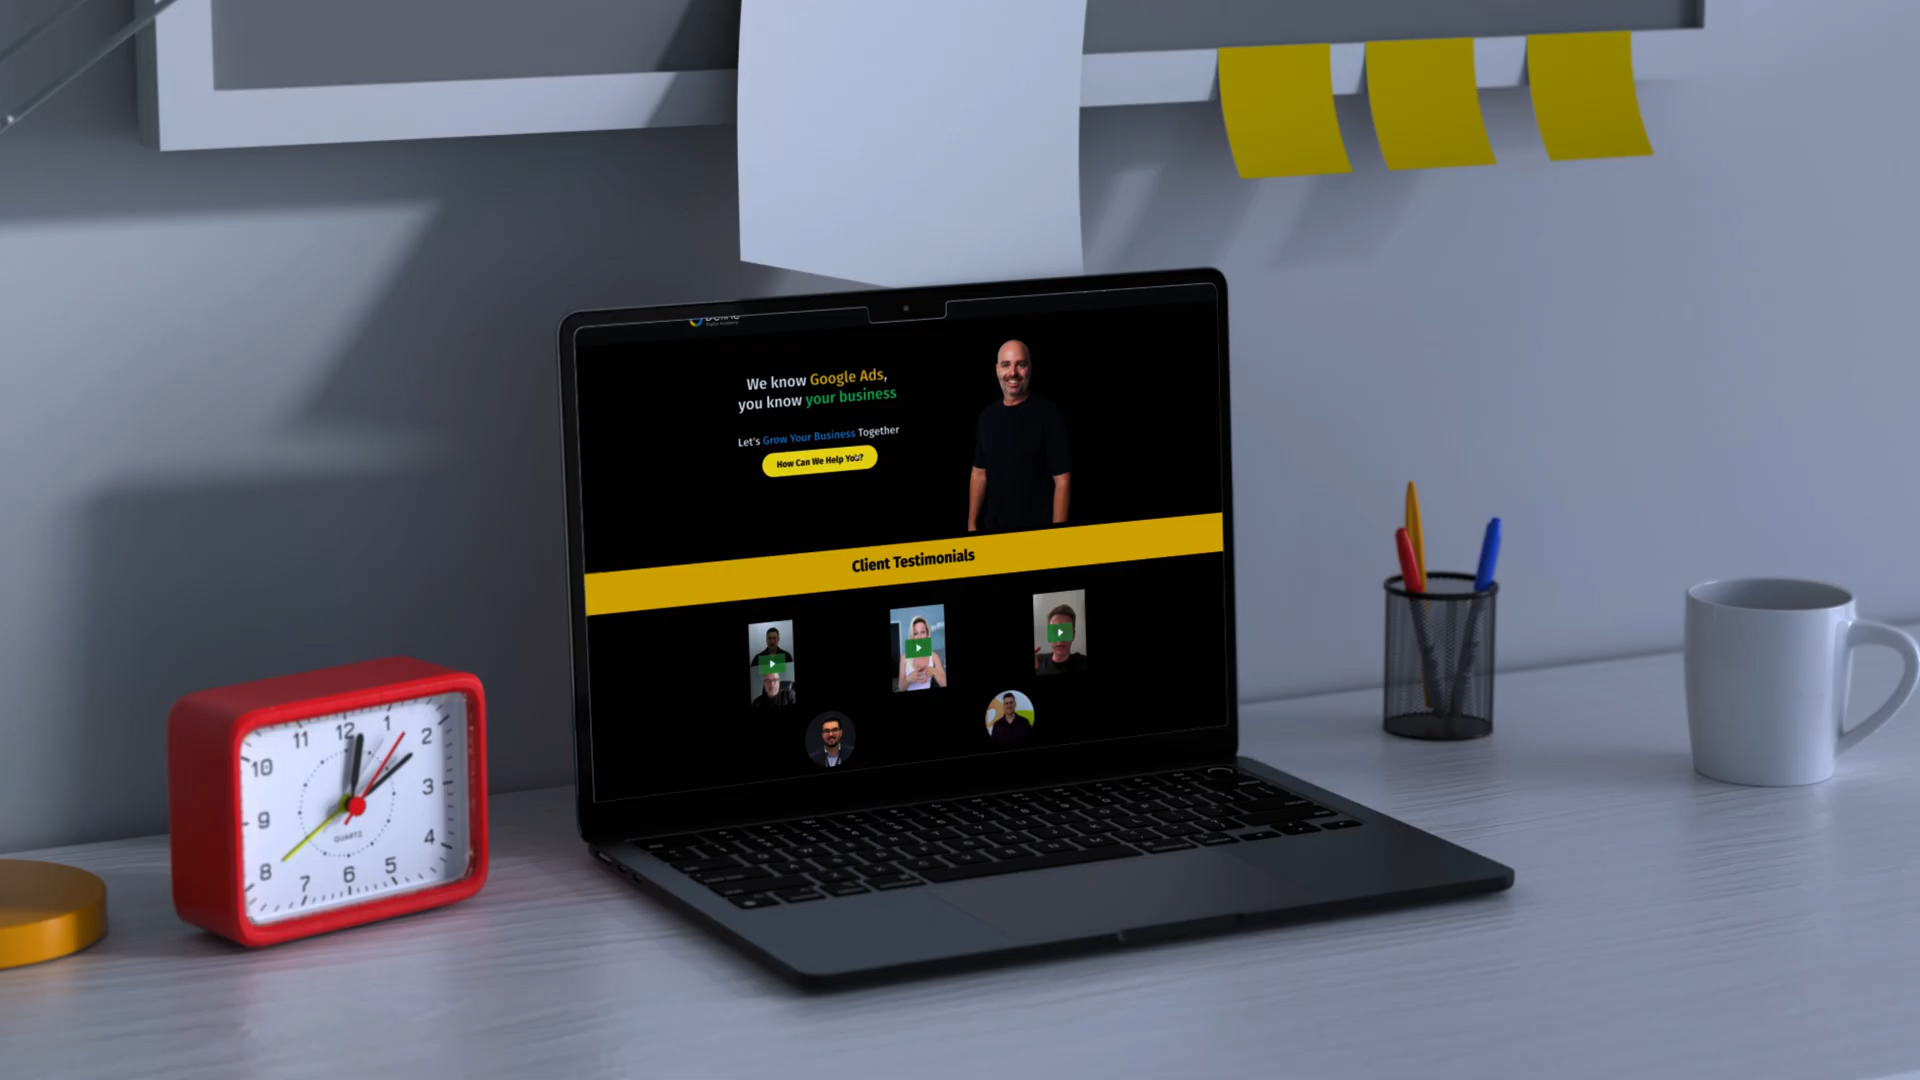 We know Google Ads,
you know your business
Let's Grow Your Business Together
How Can We Help You?
Client Testimonials
12
1
2
3
4
5
6
7
8
9
10
11
QUARTZ